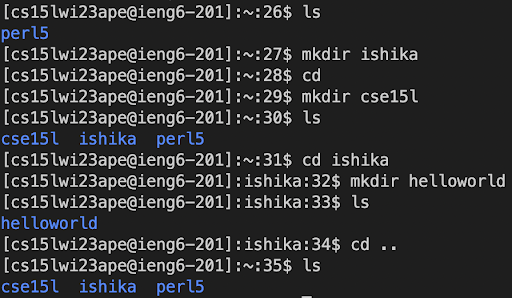 [cs15lwi23ape@ieng6-201]:~:26$ ls
perl5
[cs15lwi23ape@ieng6-201]:~:27$ mkdir ishika
[cs15lwi23ape@ieng6-201]:~:28$ cd
[cs15lwi23ape@ieng6-201]:~:29$ mkdir cse15l
[cs15lwi23ape@ieng6-201]:~:30$ ls
cse15l  ishika  perl5
[cs15lwi23ape@ieng6-201]:~:31$ cd ishika
[cs15lwi23ape@ieng6-201]:ishika:32$ mkdir helloworld
[cs15lwi23ape@ieng6-201]:ishika:33$ ls
helloworld
[cs15lwi23ape@ieng6-201]:ishika:34$ cd ..
[cs15lwi23ape@ieng6-201]:~:35$ ls
cse15l  ishika  perl5